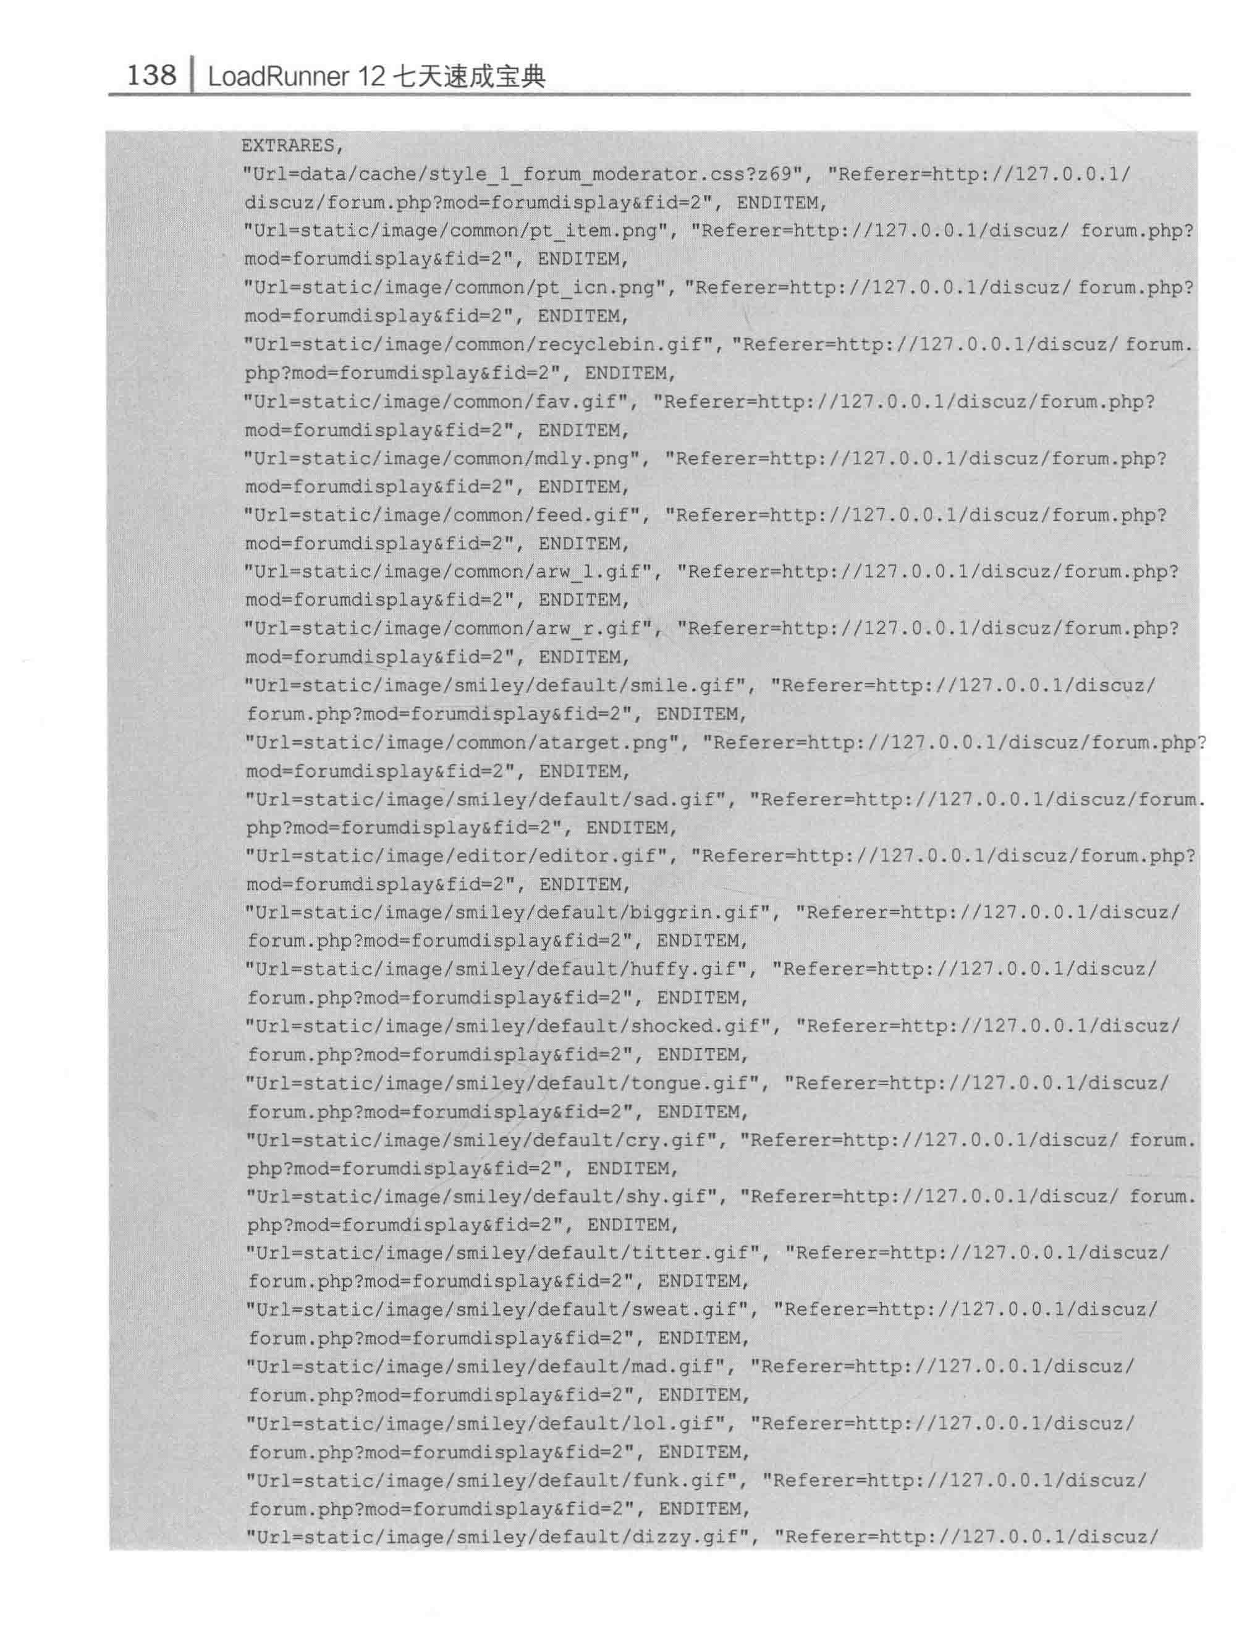 138 LoadRunner 12 七天速成宝典
EXTRARES,
"Url=data/cache/style_1_forum_moderator.css?z69", "Referer=http://127.0.0.1/
discuz/forum.php?mod=forumdisplay&fid=2", ENDITEM,
"Url=static/image/common/pt_item.png", "Referer=http://127.0.0.1/discuz/ forum.php?
mod=forumdisplay&fid=2", ENDITEM,
"Url=static/image/common/pt_icn.png", "Referer=http://127.0.0.1/discuz/ forum.php?
mod=forumdisplay&fid=2", ENDITEM,
"Url=static/image/common/recyclebin.gif", "Referer=http://127.0.0.1/discuz/ forum.
php?mod=forumdisplay&fid=2", ENDITEM,
"Url=static/image/common/fav.gif", "Referer=http://127.0.0.1/discuz/forum.php?
mod=forumdisplay&fid=2", ENDITEM,
"Url=static/image/common/mdly.png", "Referer=http://127.0.0.1/discuz/forum.php?
mod=forumdisplay&fid=2", ENDITEM,
"Url=static/image/common/feed.gif", "Referer=http://127.0.0.1/discuz/forum.php?
mod=forumdisplay&fid=2", ENDITEM,
"Url=static/image/common/arw_l.gif", "Referer=http://127.0.0.1/discuz/forum.php?
mod=forumdisplay&fid=2", ENDITEM,
"Url=static/image/common/arw_r.gif", "Referer=http://127.0.0.1/discuz/forum.php?
mod=forumdisplay&fid=2", ENDITEM,
"Url=static/image/smiley/default/smile.gif", "Referer=http://127.0.0.1/discuz/
forum.php?mod=forumdisplay&fid=2", ENDITEM,
"Url=static/image/common/atarget.png", "Referer=http://127.0.0.1/discuz/forum.php?
mod=forumdisplay&fid=2", ENDITEM,
"Url=static/image/smiley/default/sad.gif", "Referer=http://127.0.0.1/discuz/forum.
php?mod=forumdisplay&fid=2", ENDITEM,
"Url=static/image/editor/editor.gif", "Referer=http://127.0.0.1/discuz/forum.php?
mod=forumdisplay&fid=2", ENDITEM,
"Url=static/image/smiley/default/biggrin.gif", "Referer=http://127.0.0.1/discuz/
forum.php?mod=forumdisplay&fid=2", ENDITEM,
"Url=static/image/smiley/default/huffy.gif", "Referer=http://127.0.0.1/discuz/
forum.php?mod=forumdisplay&fid=2", ENDITEM,
"Url=static/image/smiley/default/shocked.gif", "Referer=http://127.0.0.1/discuz/
forum.php?mod=forumdisplay&fid=2", ENDITEM,
"Url=static/image/smiley/default/tongue.gif", "Referer=http://127.0.0.1/discuz/
forum.php?mod=forumdisplay&fid=2", ENDITEM,
"Url=static/image/smiley/default/cry.gif", "Referer=http://127.0.0.1/discuz/ forum.
php?mod=forumdisplay&fid=2", ENDITEM,
"Url=static/image/smiley/default/shy.gif", "Referer=http://127.0.0.1/discuz/ forum.
php?mod=forumdisplay&fid=2", ENDITEM,
"Url=static/image/smiley/default/titter.gif", "Referer=http://127.0.0.1/discuz/
forum.php?mod=forumdisplay&fid=2", ENDITEM,
"Url=static/image/smiley/default/sweat.gif", "Referer=http://127.0.0.1/discuz/
forum.php?mod=forumdisplay&fid=2", ENDITEM,
"Url=static/image/smiley/default/mad.gif", "Referer=http://127.0.0.1/discuz/
forum.php?mod=forumdisplay&fid=2", ENDITEM,
"Url=static/image/smiley/default/lol.gif", "Referer=http://127.0.0.1/discuz/
forum.php?mod=forumdisplay&fid=2", ENDITEM,
"Url=static/image/smiley/default/funk.gif", "Referer=http://127.0.0.1/discuz/
forum.php?mod=forumdisplay&fid=2", ENDITEM,
"Url=static/image/smiley/default/dizzy.gif", "Referer=http://127.0.0.1/discuz/